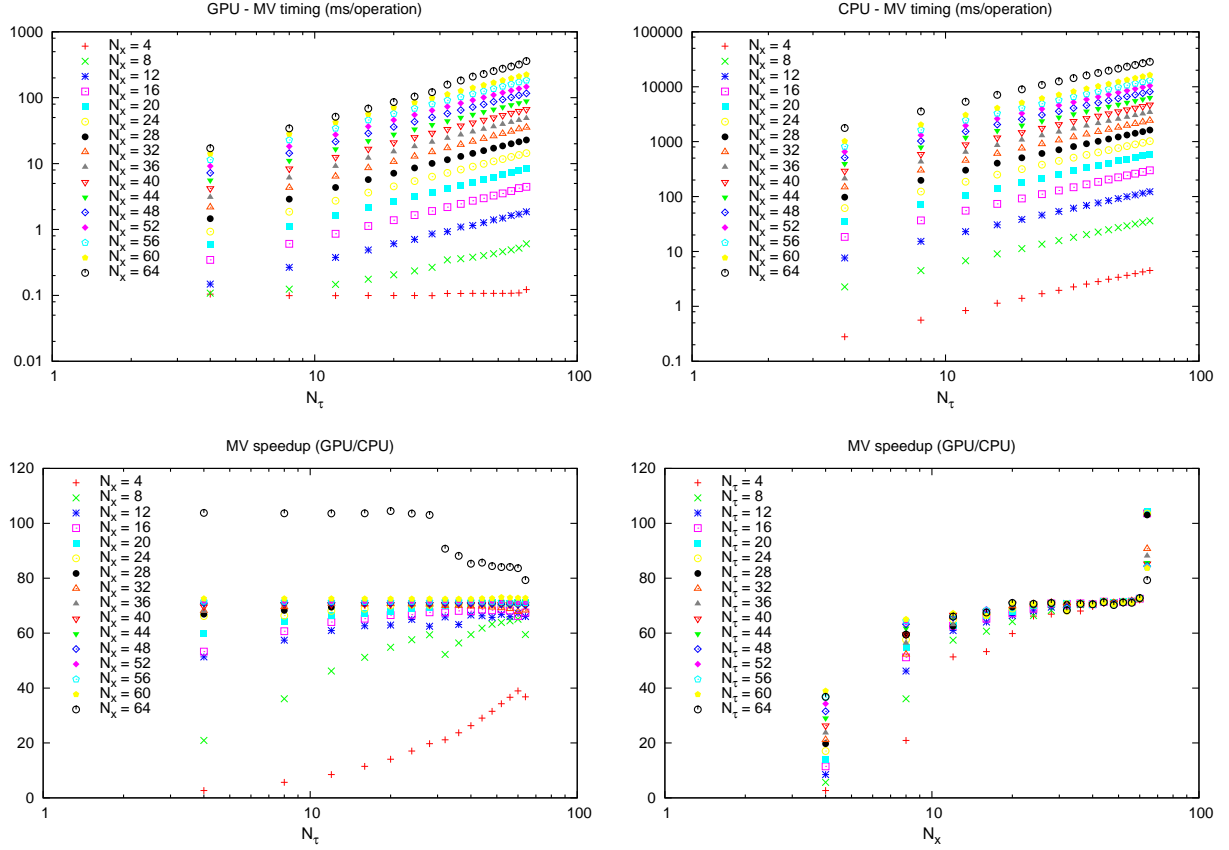 GPU - MV timing (ms/operation)
1000
100
10
1
0.1
0.01
1
10
100
N_τ
N_x = 4
N_x = 8
N_x = 12
N_x = 16
N_x = 20
N_x = 24
N_x = 28
N_x = 32
N_x = 36
N_x = 40
N_x = 44
N_x = 48
N_x = 52
N_x = 56
N_x = 60
N_x = 64
CPU - MV timing (ms/operation)
100000
10000
1000
100
10
1
0.1
1
10
100
N_τ
N_x = 4
N_x = 8
N_x = 12
N_x = 16
N_x = 20
N_x = 24
N_x = 28
N_x = 32
N_x = 36
N_x = 40
N_x = 44
N_x = 48
N_x = 52
N_x = 56
N_x = 60
N_x = 64
MV speedup (GPU/CPU)
120
100
80
60
40
20
0
1
10
100
N_τ
N_x = 4
N_x = 8
N_x = 12
N_x = 16
N_x = 20
N_x = 24
N_x = 28
N_x = 32
N_x = 36
N_x = 40
N_x = 44
N_x = 48
N_x = 52
N_x = 56
N_x = 60
N_x = 64
MV speedup (GPU/CPU)
120
100
80
60
40
20
0
1
10
100
N_x
N_τ = 4
N_τ = 8
N_τ = 12
N_τ = 16
N_τ = 20
N_τ = 24
N_τ = 28
N_τ = 32
N_τ = 36
N_τ = 40
N_τ = 44
N_τ = 48
N_τ = 52
N_τ = 56
N_τ = 60
N_τ = 64